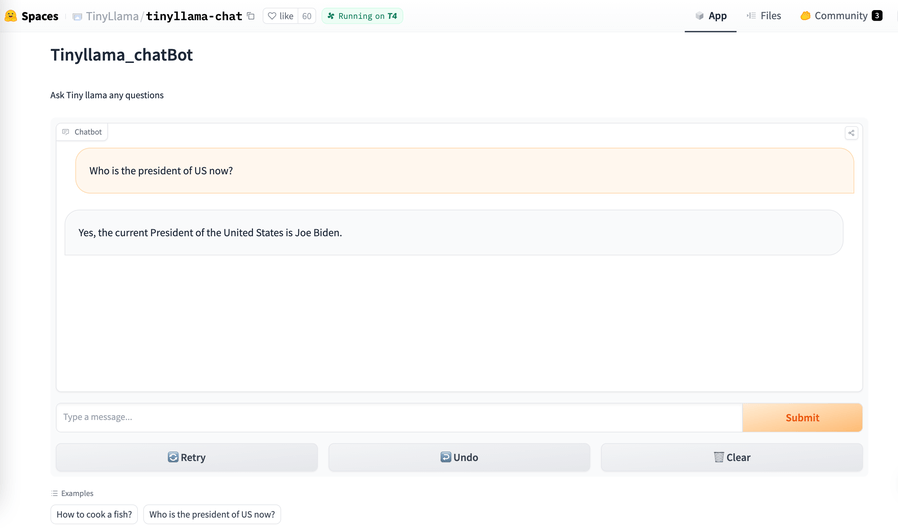 Spaces TinyLlama/tinyllama-chat like 60 Running on T4 App Files Community 3
Tinyllama_chatBot
Ask Tiny llama any questions
Chatbot
Who is the president of US now?
Yes, the current President of the United States is Joe Biden.
Type a message...
Submit
Retry Undo Clear
Examples
How to cook a fish? Who is the president of US now?